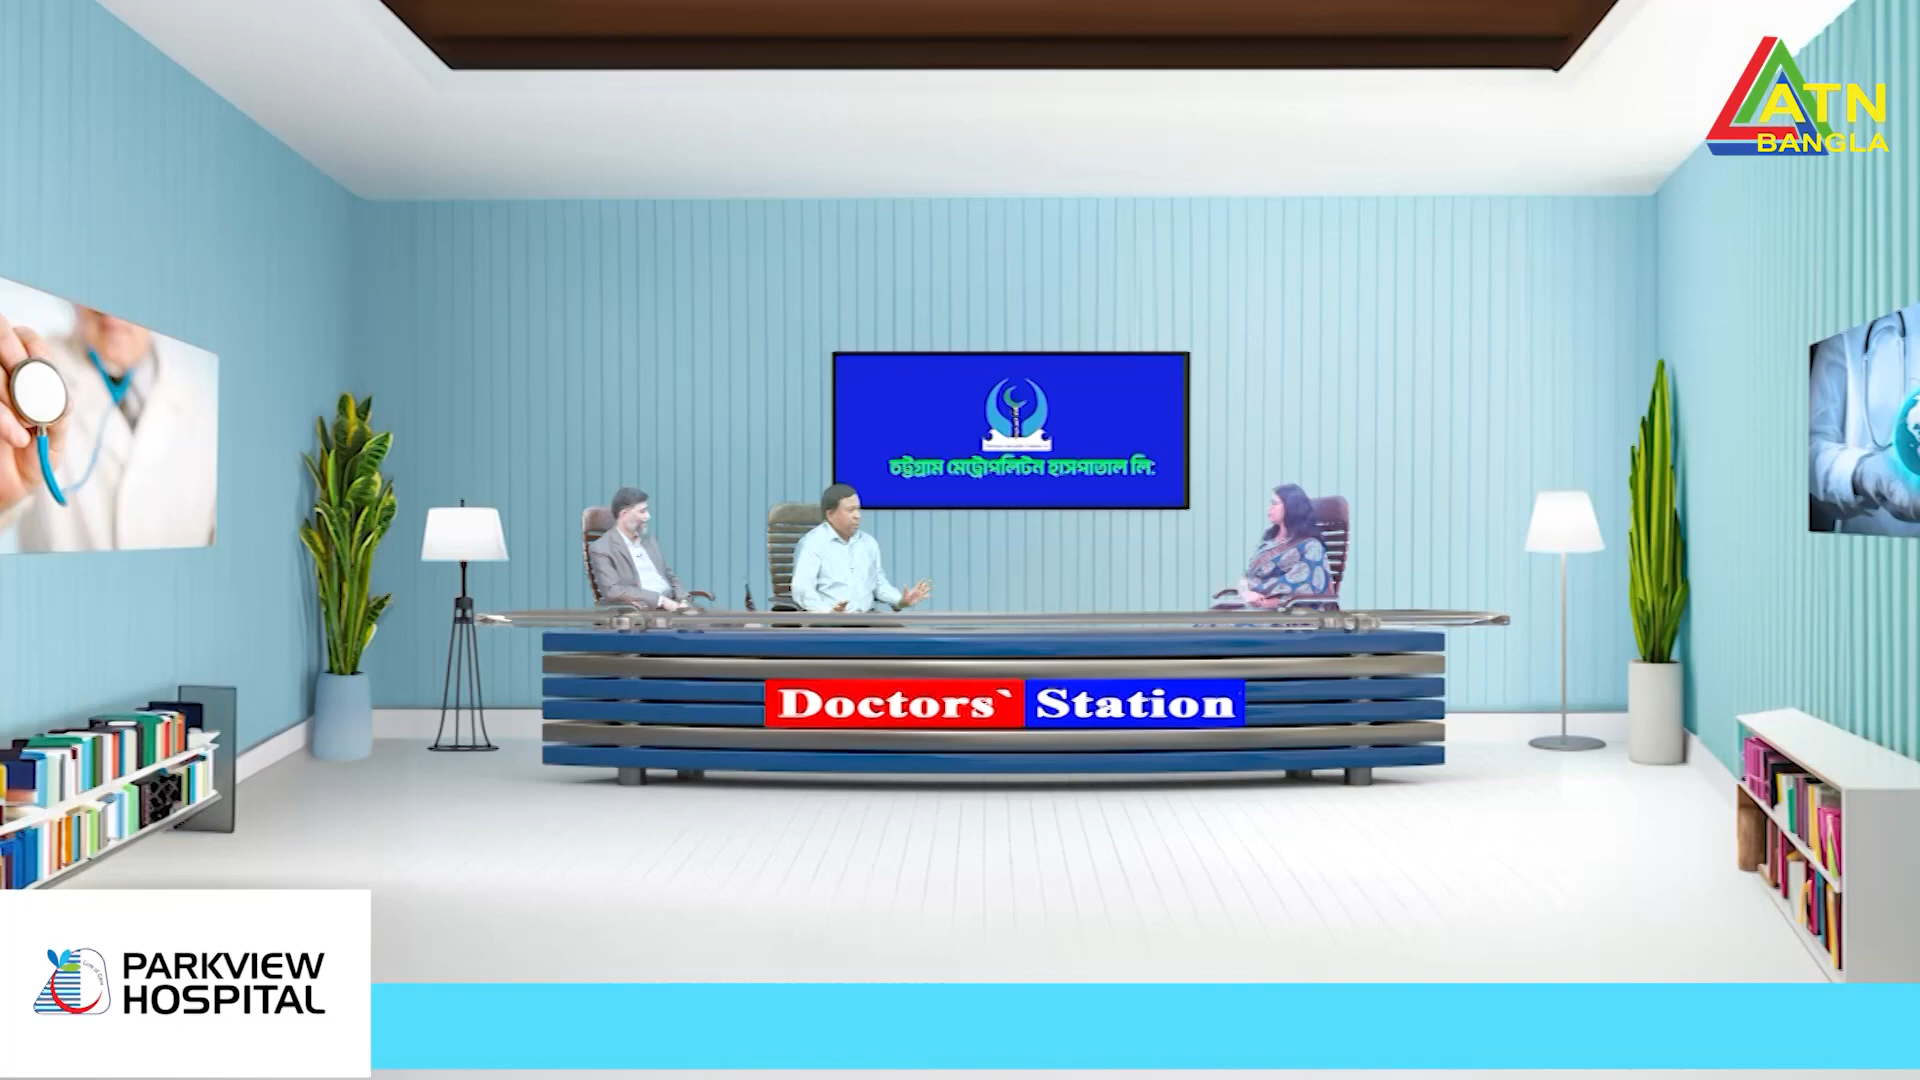 ATN
BANGLA
চট্টগ্রাম মেট্রোপলিটন হাসপাতাল লি:
Doctors` Station
PARKVIEW
HOSPITAL